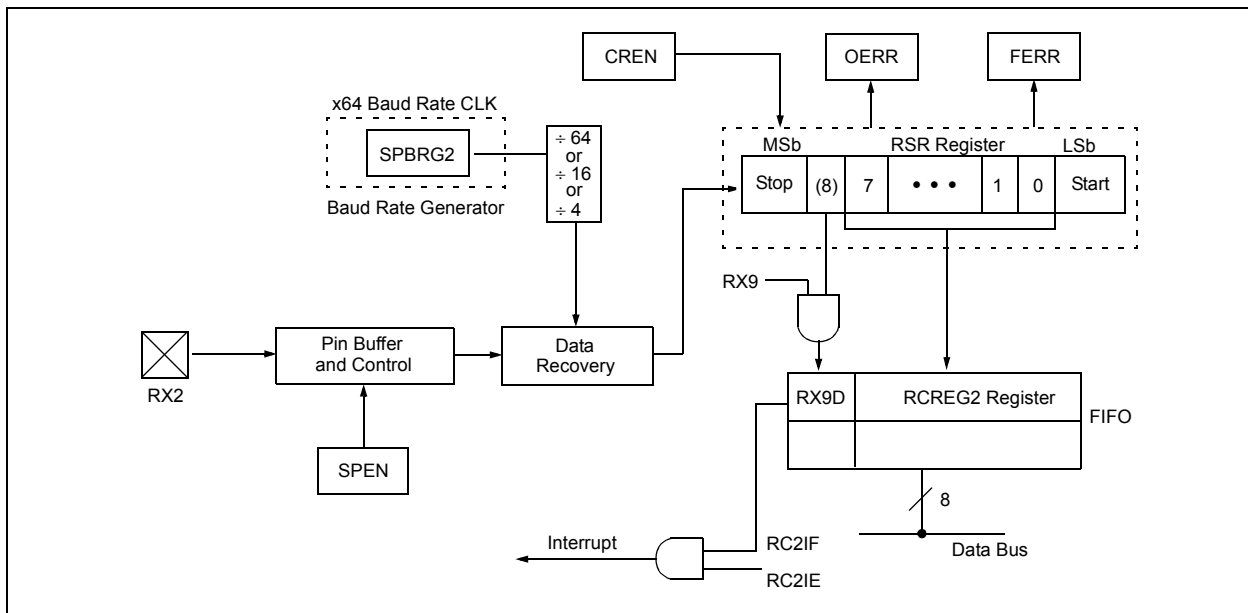 CREN
OERR
FERR
x64 Baud Rate CLK
SPBRG2
Baud Rate Generator
÷ 64
or
÷ 16
or
÷ 4
MSb
RSR Register
LSb
Stop
(8)
7
• • •
1
0
Start
RX9
Pin Buffer
and Control
Data
Recovery
RX2
SPEN
RX9D
RCREG2 Register
FIFO
8
Data Bus
Interrupt
RC2IF
RC2IE